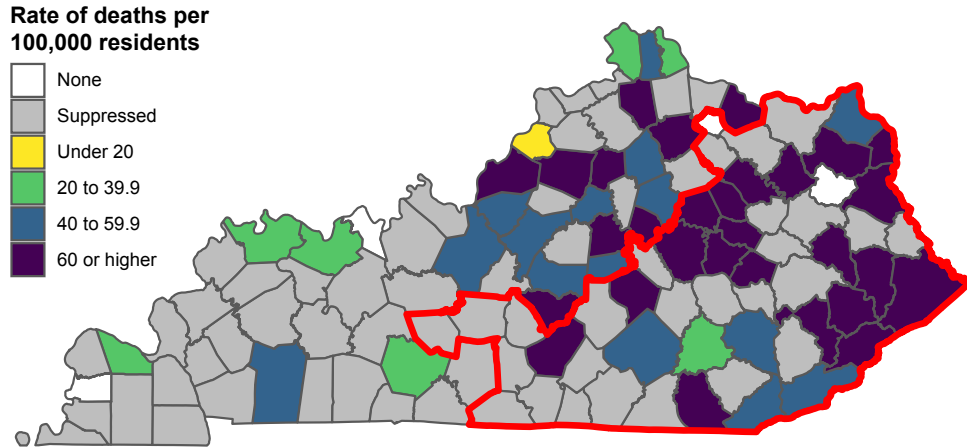 Rate of deaths per
100,000 residents
None
Suppressed
Under 20
20 to 39.9
40 to 59.9
60 or higher